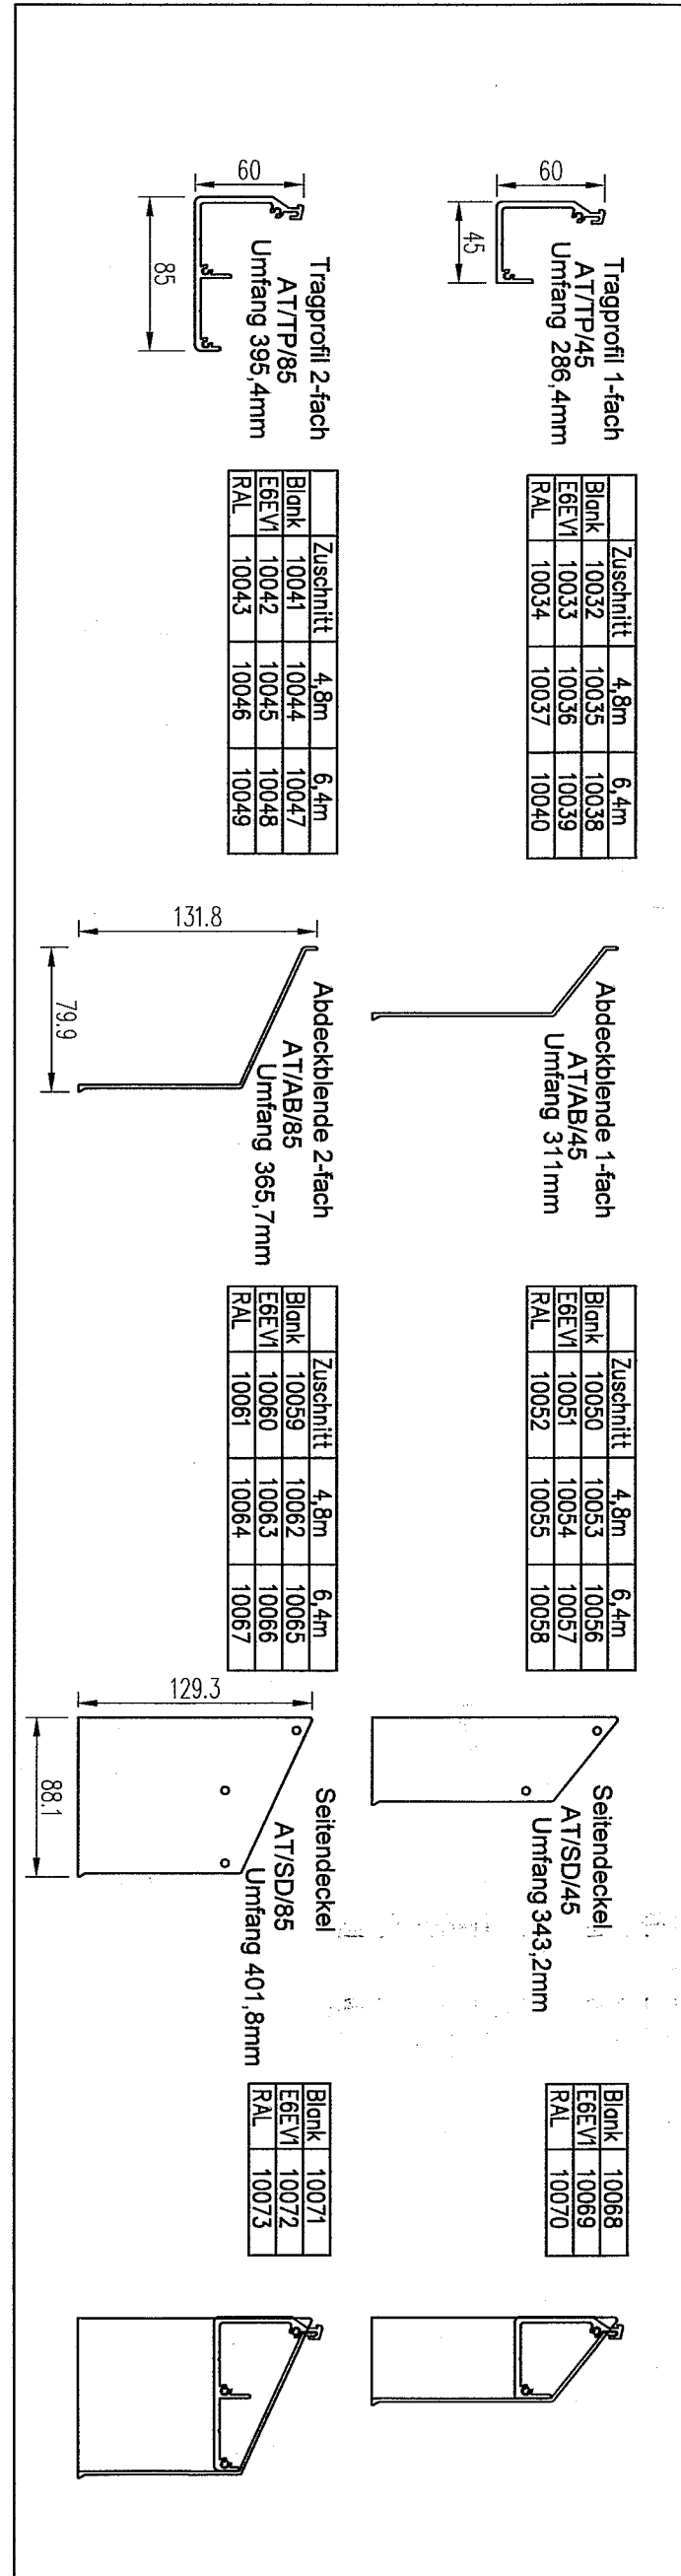 Tragprofil 1-fach
AT/TP/45
Umfang 286,4mm
60
45
Zuschnitt 4,8m 6,4m
Blank 10032 10035 10038
E6EV1 10033 10036 10039
RAL 10034 10037 10040
Abdeckblende 1-fach
AT/AB/45
Umfang 311mm
Zuschnitt 4,8m 6,4m
Blank 10050 10053 10056
E6EV1 10051 10054 10057
RAL 10052 10055 10058
Seitendeckel
AT/SD/45
Umfang 343,2mm
Blank 10068
E6EV1 10069
RAL 10070
Tragprofil 2-fach
AT/TP/85
Umfang 395,4mm
60
85
Zuschnitt 4,8m 6,4m
Blank 10041 10044 10047
E6EV1 10042 10045 10048
RAL 10043 10046 10049
Abdeckblende 2-fach
AT/AB/85
Umfang 365,7mm
131.8
79.9
Zuschnitt 4,8m 6,4m
Blank 10059 10062 10065
E6EV1 10060 10063 10066
RAL 10061 10064 10067
Seitendeckel
AT/SD/85
Umfang 401,8mm
129.3
88.1
Blank 10071
E6EV1 10072
RAL 10073